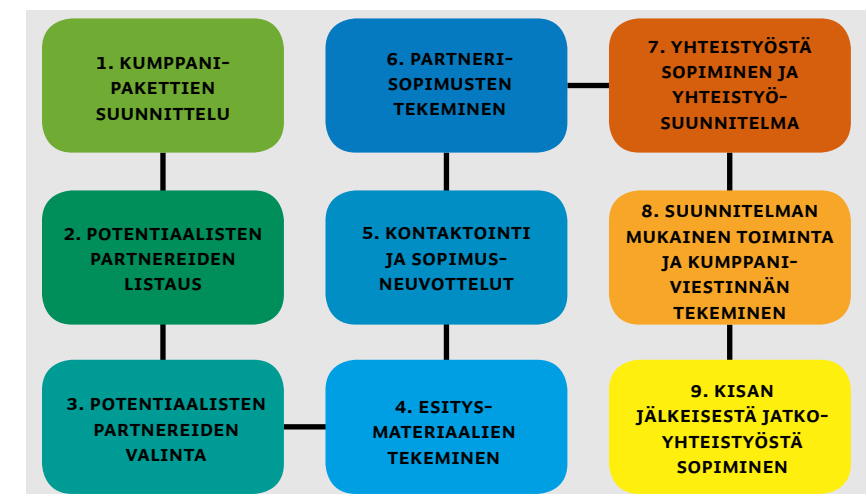 1. KUMPPANI-
PAKETTIEN
SUUNNITTELU
2. POTENTIAALISTEN
PARTNEREIDEN
LISTAUS
3. POTENTIAALISTEN
PARTNEREIDEN
VALINTA
4. ESITYS-
MATERIAALIEN
TEKEMINEN
5. KONTAKTOINTI
JA SOPIMUS-
NEUVOTTELUT
6. PARTNERI-
SOPIMUSTEN
TEKEMINEN
7. YHTEISTYÖSTÄ
SOPIMINEN JA
YHTEISTYÖ-
SUUNNITELMA
8. SUUNNITELMAN
MUKAINEN TOIMINTA
JA KUMPPANI-
VIESTINNÄN
TEKEMINEN
9. KISAN
JÄLKEISESTÄ JATKO-
YHTEISTYÖSTÄ
SOPIMINEN